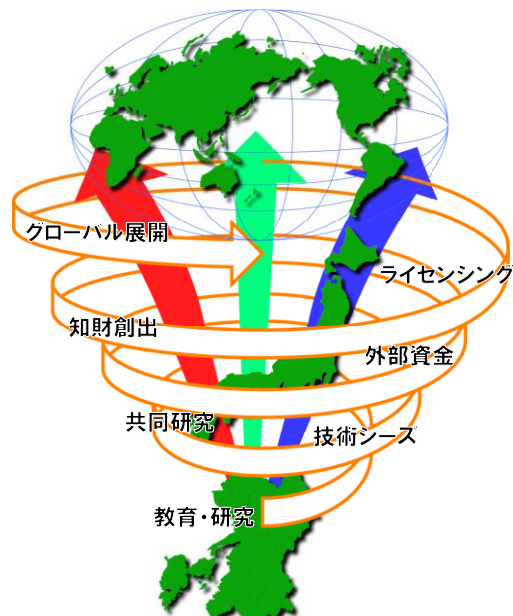 グローバル展開
ライセンシング
知財創出
外部資金
共同研究
技術シーズ
教育・研究